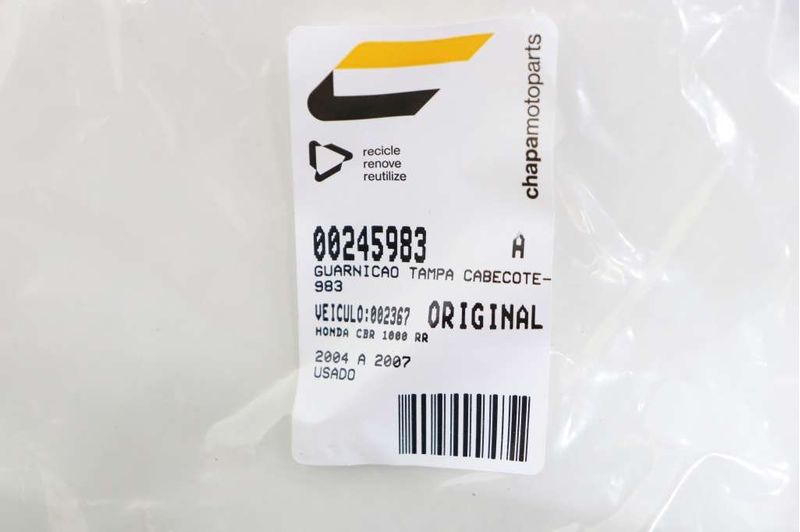 chapamotoparts
recicle
renove
reutilize
00245983 A
GUARNICAO TAMPA CABECOTE-
983
VEICULO:002367 ORIGINAL
HONDA CBR 1000 RR
2004 A 2007
USADO